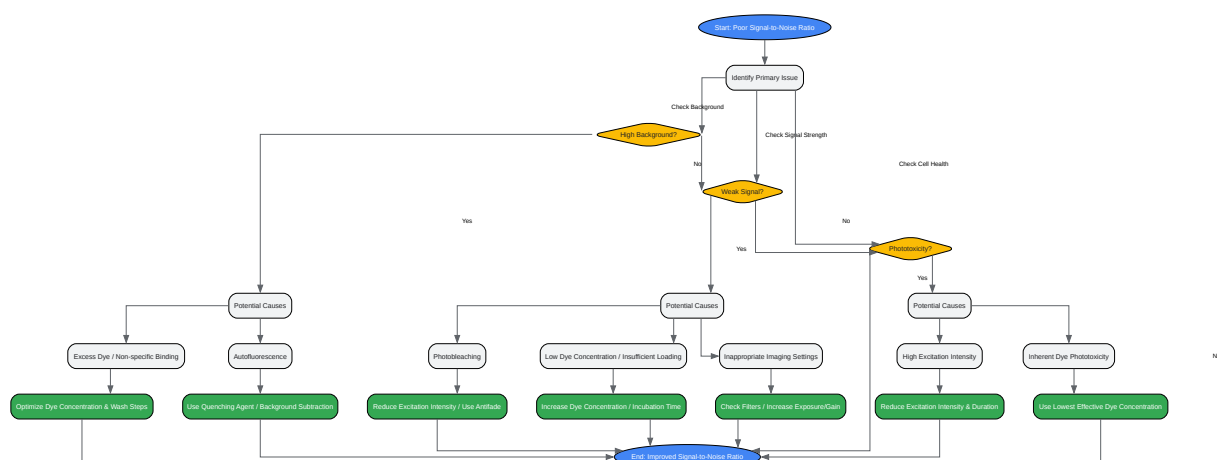 Start: Poor Signal-to-Noise Ratio
Identify Primary Issue
Check Background
High Background?
Check Signal Strength
No
Check Cell Health
Weak Signal?
Yes
No
Yes
Phototoxicity?
Yes
Potential Causes
Potential Causes
Potential Causes
Excess Dye / Non-specific Binding
Autofluorescence
Photobleaching
Low Dye Concentration / Insufficient Loading
Inappropriate Imaging Settings
High Excitation Intensity
Inherent Dye Phototoxicity
N
Optimize Dye Concentration & Wash Steps
Use Quenching Agent / Background Subtraction
Reduce Excitation Intensity / Use Antifade
Increase Dye Concentration / Incubation Time
Check Filters / Increase Exposure/Gain
Reduce Excitation Intensity & Duration
Use Lowest Effective Dye Concentration
End: Improved Signal-to-Noise Ratio